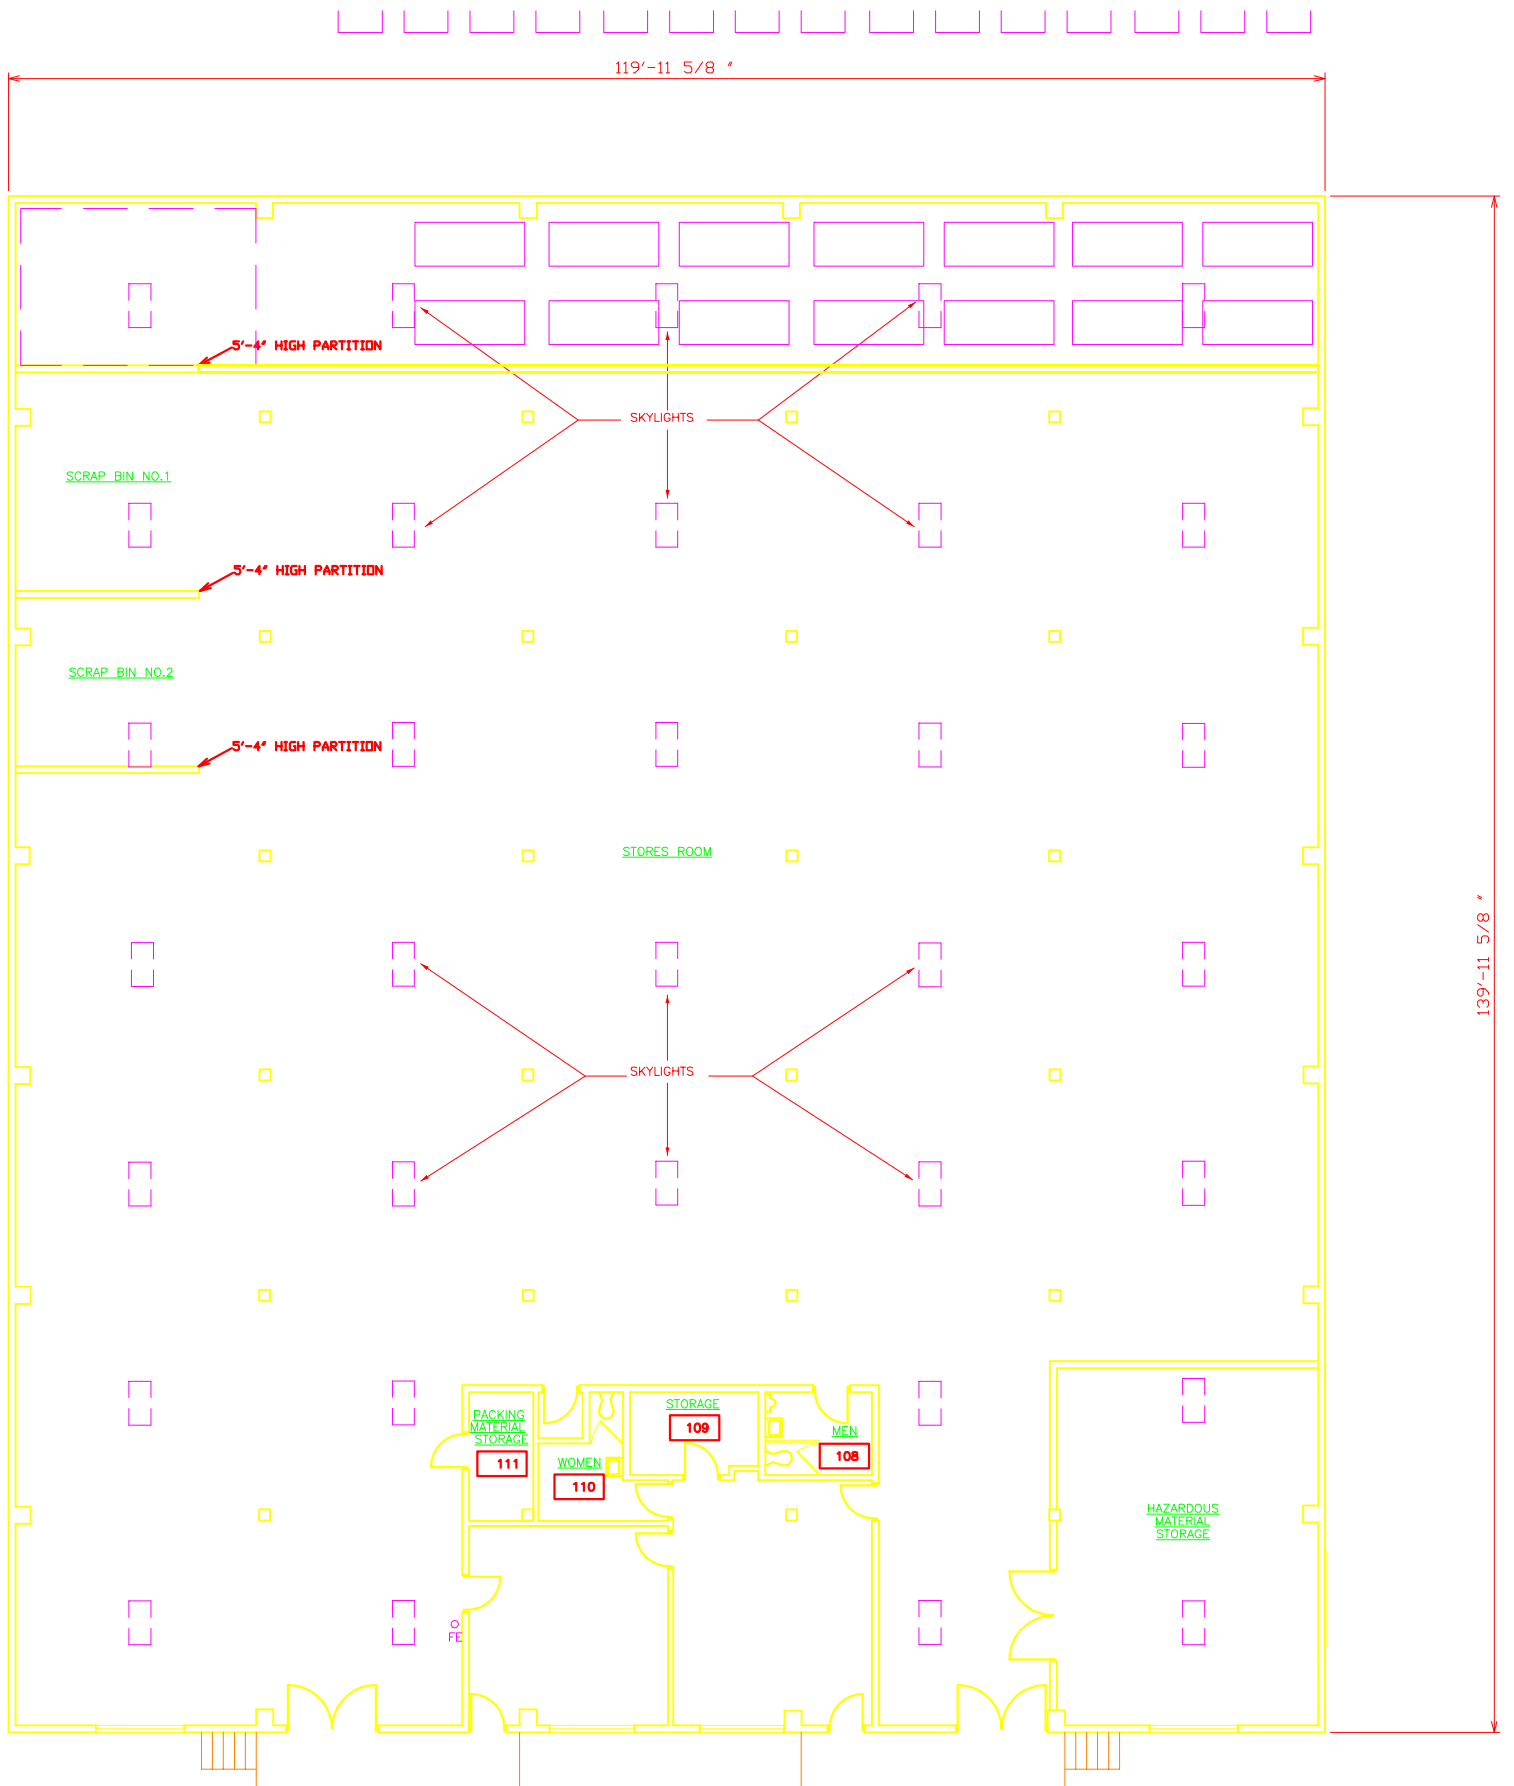 119'-11 5/8 "
5'-4" HIGH PARTITION
SKYLIGHTS
SCRAP BIN NO.1
5'-4" HIGH PARTITION
SCRAP BIN NO.2
5'-4" HIGH PARTITION
STORES ROOM
139'-11 5/8 "
SKYLIGHTS
PACKING
MATERIAL
STORAGE
111
WOMEN
110
STORAGE
109
MEN
108
HAZARDOUS
MATERIAL
STORAGE
FE